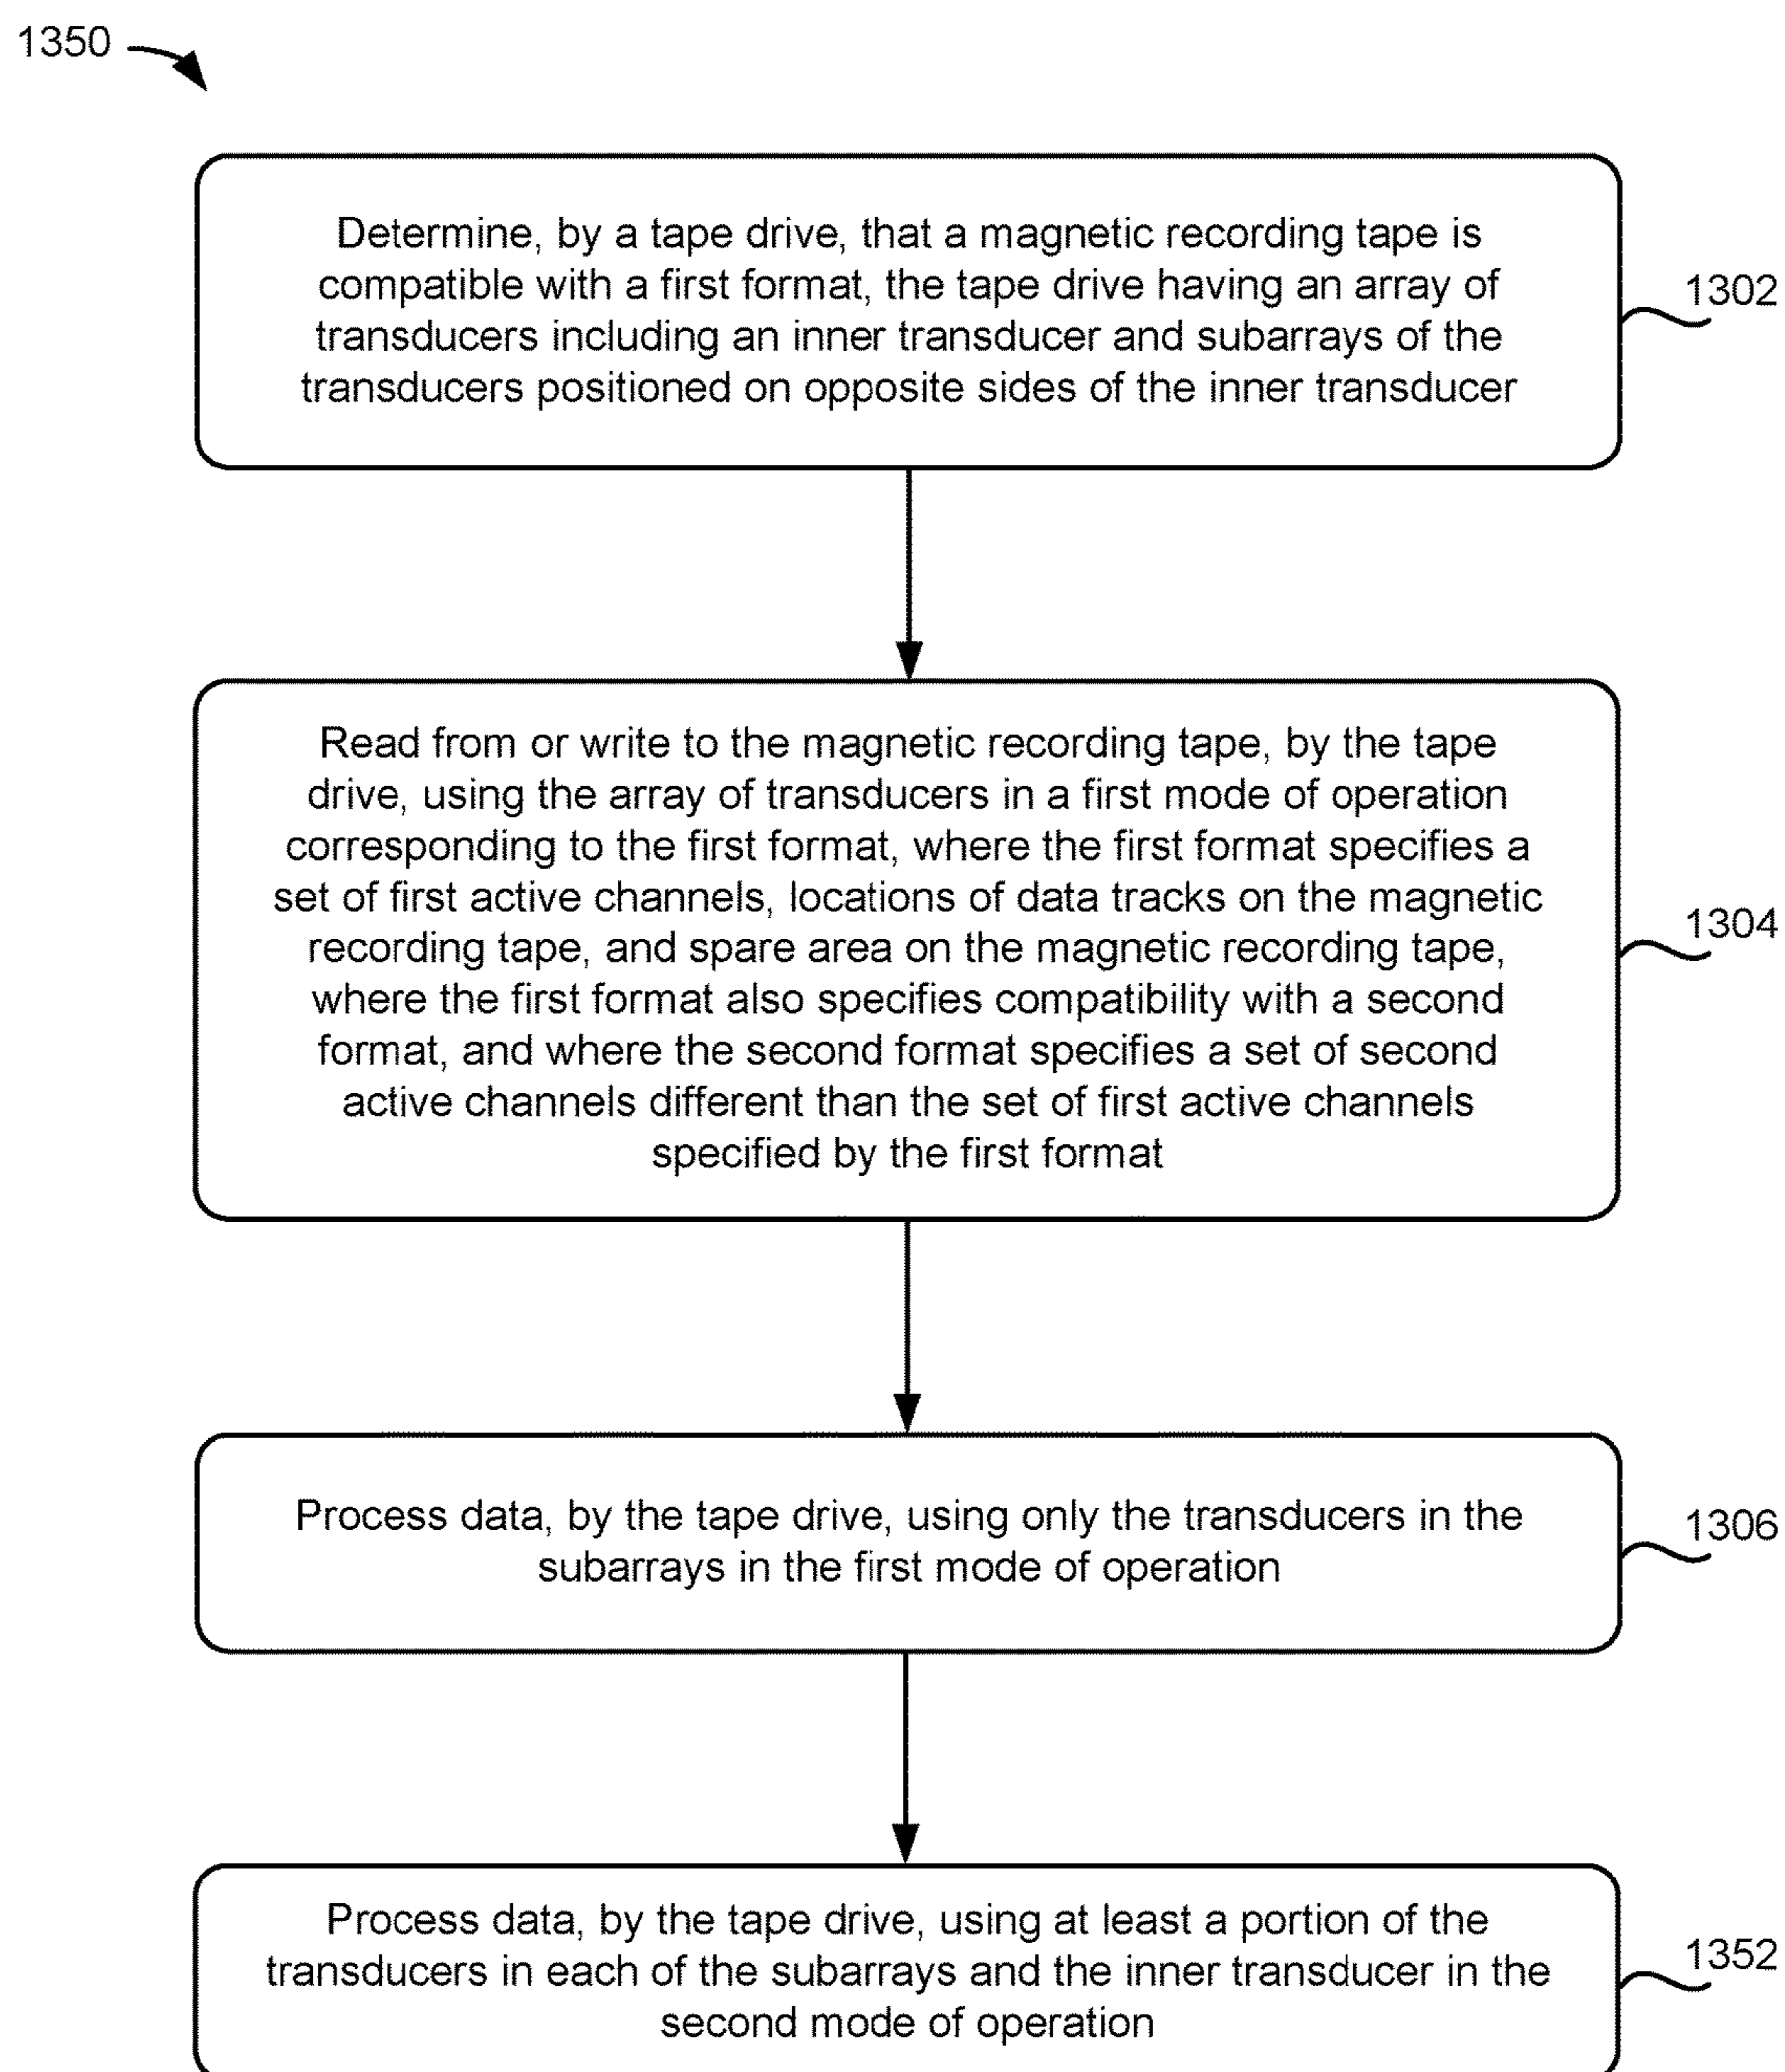 1350
Determine, by a tape drive, that a magnetic recording tape is
compatible with a first format, the tape drive having an array of
transducers including an inner transducer and subarrays of the
transducers positioned on opposite sides of the inner transducer
1302
Read from or write to the magnetic recording tape, by the tape
drive, using the array of transducers in a first mode of operation
corresponding to the first format, where the first format specifies a
set of first active channels, locations of data tracks on the magnetic
recording tape, and spare area on the magnetic recording tape,
where the first format also specifies compatibility with a second
format, and where the second format specifies a set of second
active channels different than the set of first active channels
specified by the first format
1304
Process data, by the tape drive, using only the transducers in the
subarrays in the first mode of operation
1306
Process data, by the tape drive, using at least a portion of the
transducers in each of the subarrays and the inner transducer in the
second mode of operation
1352